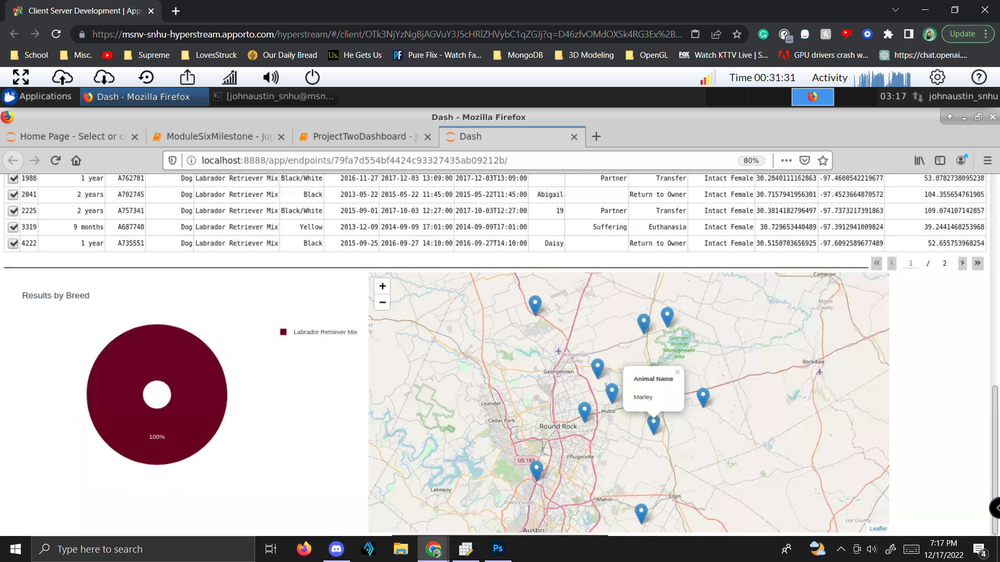 Client Server Development | Appo
https://msnv-snhu-hyperstream.apporto.com/hyperstream/#/client/OTk3NjYzNgBjAGVuY3J5cHRlZHVybC1qZGJj?q=D46zfvOMdOXSk4RG3Ex%2B...
Update
School Misc. Supreme LovesStruck Our Daily Bread Us. He Gets Us PF Pure Flix - Watch Fa... MongoDB 3D Modeling OpenGL FOX Watch KTTV Live | S... GPU drivers crash w... https://chat.openai....
Time 00:31:31 Activity
Applications Dash - Mozilla Firefox [johnaustin_snhu@msn... 03:17 johnaustin_snhu
Dash - Mozilla Firefox
Home Page - Select or cr ModuleSixMilestone - Jup ProjectTwoDashboard - Ju Dash
localhost:8888/app/endpoints/79fa7d554bf4424c93327435ab09212b/ 80%
1988 1 year A762781 Dog Labrador Retriever Mix Black/White 2016-11-27 2017-12-03 13:09:00 2017-12-03T13:09:00 Partner Transfer Intact Female 30.2840111162863 -97.4600542219677 53.0782738095238
2041 2 years A702745 Dog Labrador Retriever Mix Black 2013-05-22 2015-05-22 11:45:00 2015-05-22T11:45:00 Abigail Return to Owner Intact Female 30.7157941956301 -97.4523664870572 104.355654761905
2225 2 years A757341 Dog Labrador Retriever Mix Black/White 2015-09-01 2017-10-03 12:27:00 2017-10-03T12:27:00 19 Partner Transfer Intact Female 30.3814182796497 -97.7373217391863 109.074107142857
3319 9 months A687748 Dog Labrador Retriever Mix Yellow 2013-12-09 2014-09-09 17:01:00 2014-09-09T17:01:00 Suffering Euthanasia Intact Female 30.729653440489 -97.3912941009824 39.2441468253968
4222 1 year A735551 Dog Labrador Retriever Mix Black 2015-09-25 2016-09-27 14:10:00 2016-09-27T14:10:00 Daisy Return to Owner Intact Female 30.5150703656925 -97.6092589677489 52.655753968254
1 / 2
Results by Breed
Labrador Retriever Mix
100%
+
−
Cameron
Milam
County
Granger
Wildlife
Management
Area
Williamson
County
Rockdale
Georgetown
Animal Name
Marley
Leander
Hutto
Cedar Park
Round Rock
Pflugerville
US 183
Lake Travis
Lakeway
Manor
Elgin
Travis County
Lee County
Austin
Leaflet
Type here to search
Ps
7:17 PM
12/17/2022
4